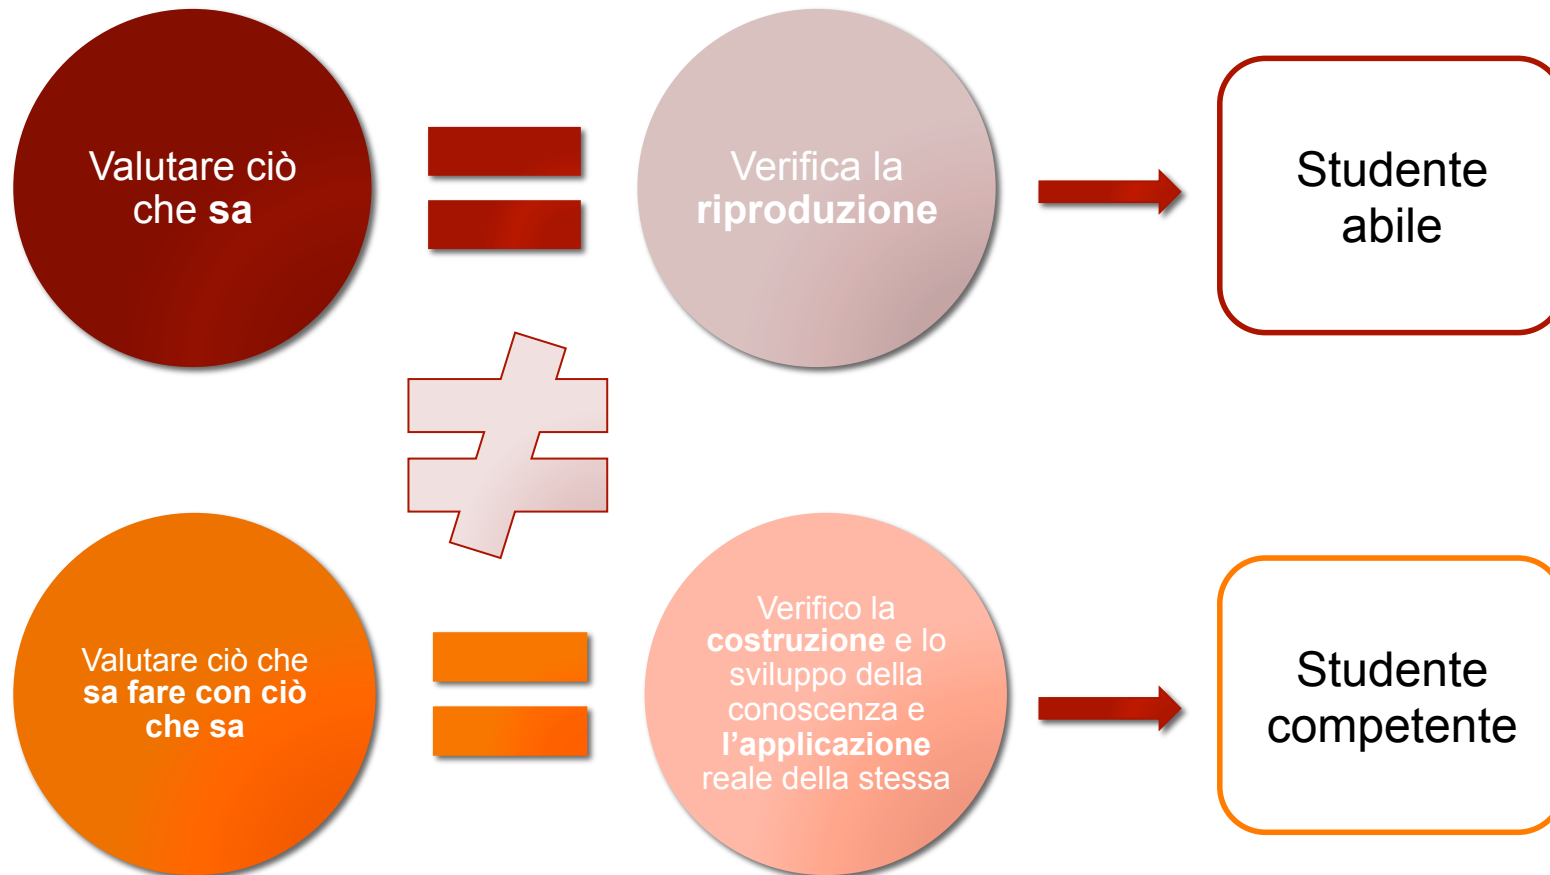 Valutare ciò
che sa
Verifica la
riproduzione
Studente
abile
Valutare ciò che
sa fare con ciò
che sa
Verifico la
costruzione e lo
sviluppo della
conoscenza e
l’applicazione
reale della stessa
Studente
competente